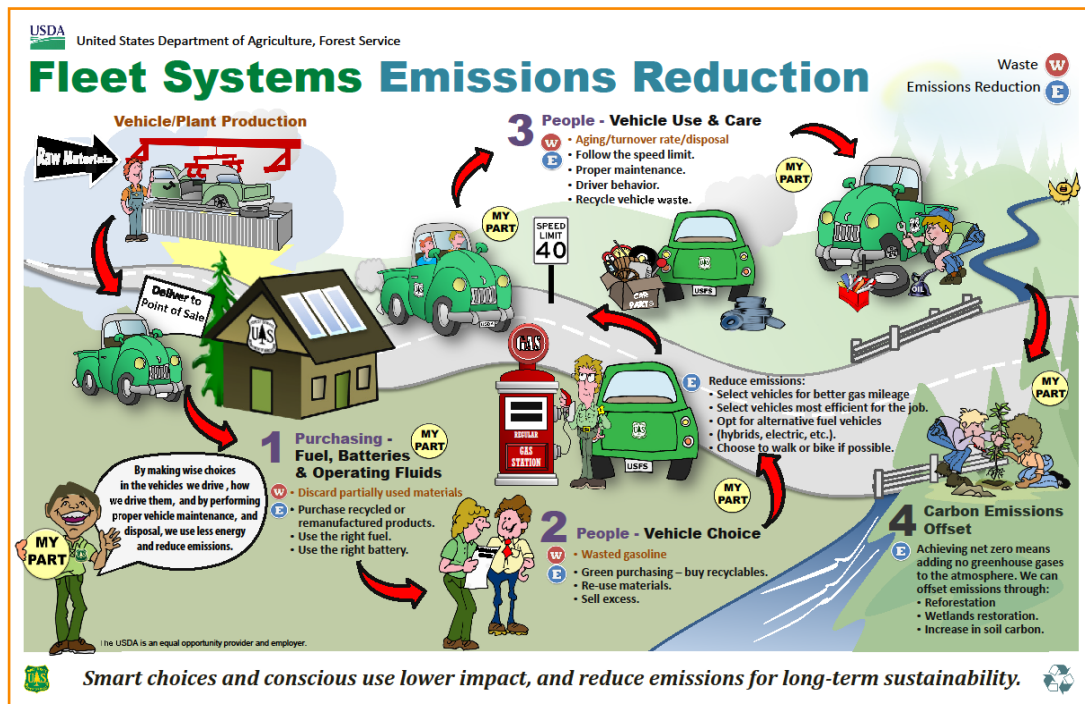 USDA
United States Department of Agriculture, Forest Service
Fleet Systems Emissions Reduction
Waste W
Emissions Reduction E
Vehicle/Plant Production
Raw Materials
Deliver to
Point of Sale
1 Purchasing -
Fuel, Batteries
& Operating Fluids
MY
PART
W • Discard partially used materials
E • Purchase recycled or
remanufactured products.
• Use the right fuel.
• Use the right battery.
By making wise choices
in the vehicles we drive , how
we drive them, and by performing
proper vehicle maintenance, and
disposal, we use less energy
and reduce emissions.
MY
PART
2 People - Vehicle Choice
W • Wasted gasoline
E • Green purchasing – buy recyclables.
• Re-use materials.
• Sell excess.
MY
PART
E Reduce emissions:
• Select vehicles for better gas mileage
• Select vehicles most efficient for the job.
• Opt for alternative fuel vehicles
• (hybrids, electric, etc.).
• Choose to walk or bike if possible.
GAS
REGULAR
GAS
STATION
UAS
USFS
3 People - Vehicle Use & Care
W • Aging/turnover rate/disposal
E • Follow the speed limit.
• Proper maintenance.
• Driver behavior.
• Recycle vehicle waste.
MY
PART
SPEED
LIMIT
40
CAR
PARTS
USFS
MY
PART
OIL
MY
PART
4 Carbon Emissions
Offset
E Achieving net zero means
adding no greenhouse gases
to the atmosphere. We can
offset emissions through:
• Reforestation
• Wetlands restoration.
• Increase in soil carbon.
The USDA is an equal opportunity provider and employer.
UAS
Smart choices and conscious use lower impact, and reduce emissions for long-term sustainability.